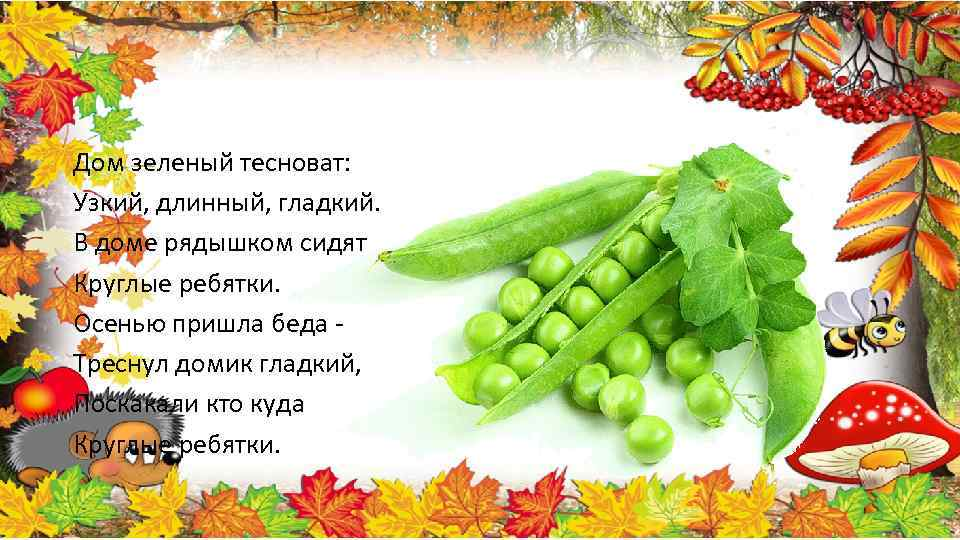 Дом зеленый тесноват:
Узкий, длинный, гладкий.
В доме рядышком сидят
Круглые ребятки.
Осенью пришла беда -
Треснул домик гладкий,
Поскакали кто куда
Круглые ребятки.